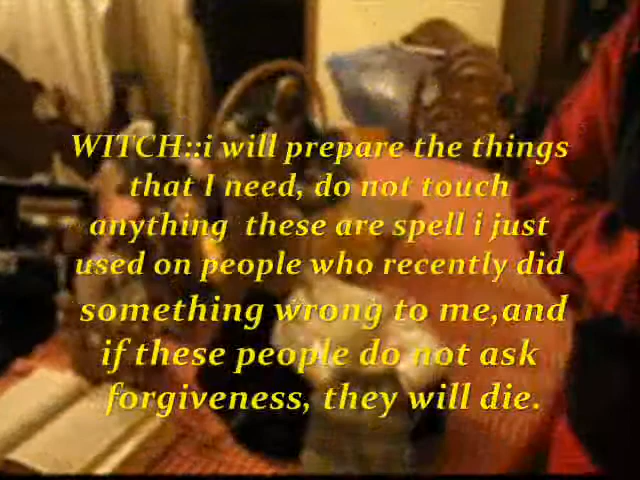 WITCH::i will prepare the things
that I need, do not touch
anything  these are spell i just
used on people who recently did
something wrong to me,and
if these people do not ask
forgiveness, they will die.